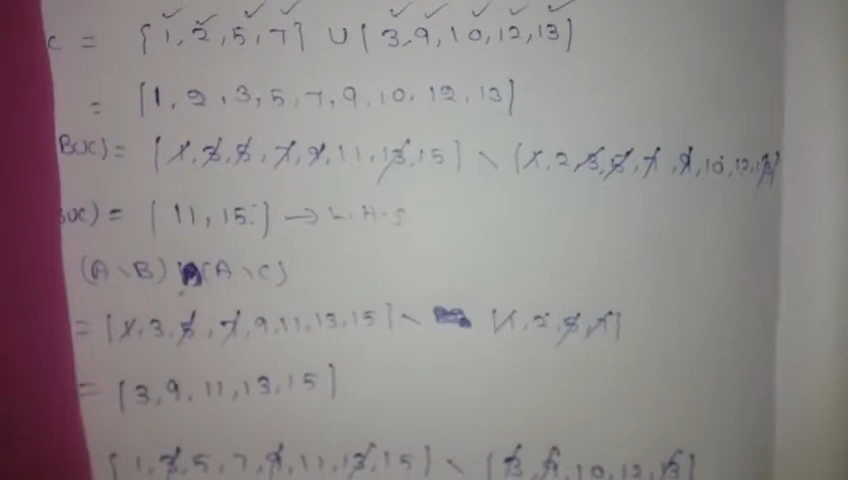 C = {1, 2, 5, 7} ∪ {3, 9, 10, 12, 13}
= {1, 2, 3, 5, 7, 9, 10, 12, 13}
B∪C) = {1, 3, 5, 7, 9, 11, 13, 15} \ {1, 2, 3, 5, 7, 9, 10, 12, 13}
B∪C) = {11, 15} → L.H.S
(A \ B) ∩ (A \ C)
= {1, 3, 5, 7, 9, 11, 13, 15} \ {1, 2, 5, 7}
= {3, 9, 11, 13, 15}
{1, 3, 5, 7, 9, 11, 13, 15} \ {3, 9, 10, 12, 13}